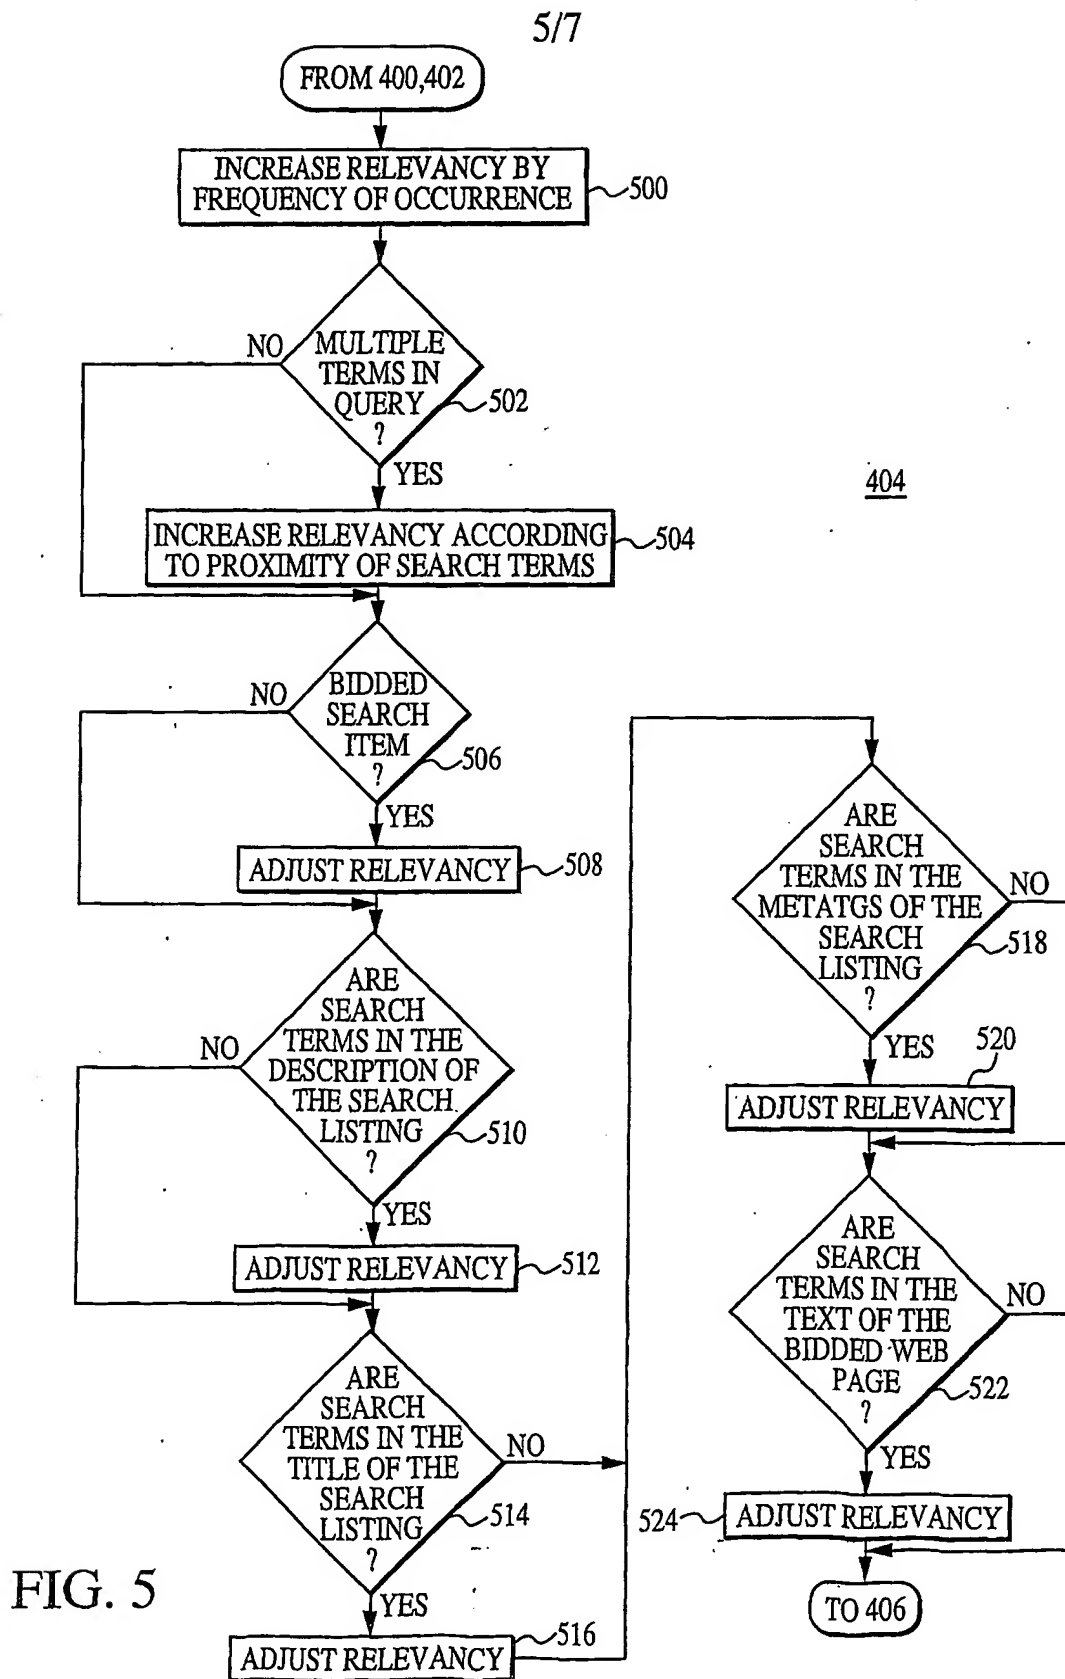 5/7
FROM 400,402
INCREASE RELEVANCY BY
FREQUENCY OF OCCURRENCE
500
NO
MULTIPLE
TERMS IN
QUERY
?
502
YES
INCREASE RELEVANCY ACCORDING
TO PROXIMITY OF SEARCH TERMS
504
NO
BIDDED
SEARCH
ITEM
?
506
YES
ADJUST RELEVANCY
508
NO
ARE
SEARCH
TERMS IN THE
DESCRIPTION OF
THE SEARCH
LISTING
?
510
YES
ADJUST RELEVANCY
512
ARE
SEARCH
TERMS IN THE
TITLE OF THE
SEARCH
LISTING
?
NO
514
YES
ADJUST RELEVANCY
516
404
ARE
SEARCH
TERMS IN THE
METATGS OF THE
SEARCH
LISTING
?
NO
518
YES
520
ADJUST RELEVANCY
ARE
SEARCH
TERMS IN THE
TEXT OF THE
BIDDED WEB
PAGE
?
NO
522
YES
524
ADJUST RELEVANCY
TO 406
FIG. 5